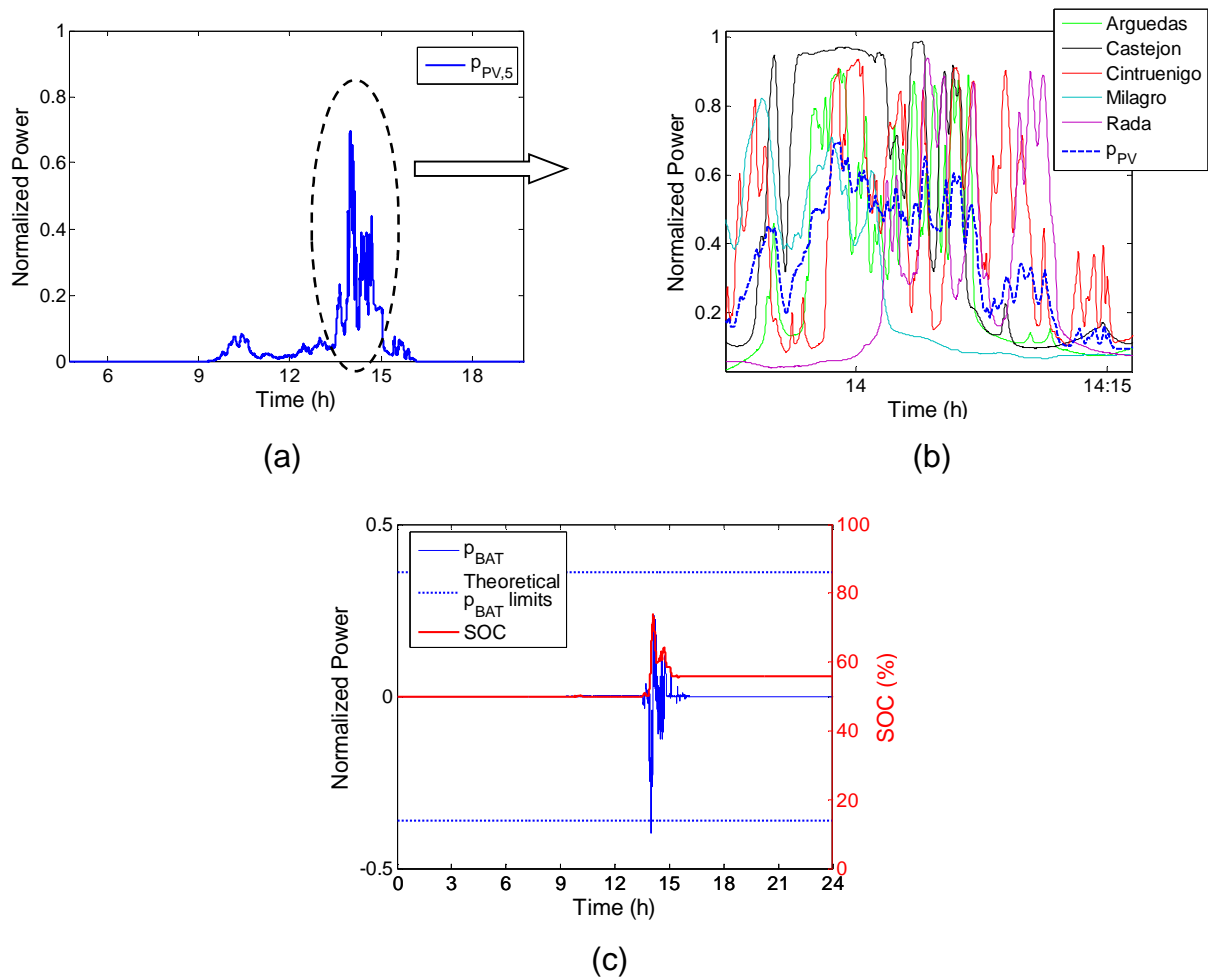 1
0.8
0.6
0.4
0.2
0
Normalized Power
p_PV,5
6 9 12 15 18
Time (h)
(a)
1
0.8
0.6
0.4
0.2
Normalized Power
Arguedas
Castejon
Cintruenigo
Milagro
Rada
p_PV
14 14:15
Time (h)
(b)
0.5
0
-0.5
Normalized Power
p_BAT
Theoretical
p_BAT limits
SOC
100
80
60
40
20
0
SOC (%)
0 3 6 9 12 15 18 21 24
Time (h)
(c)